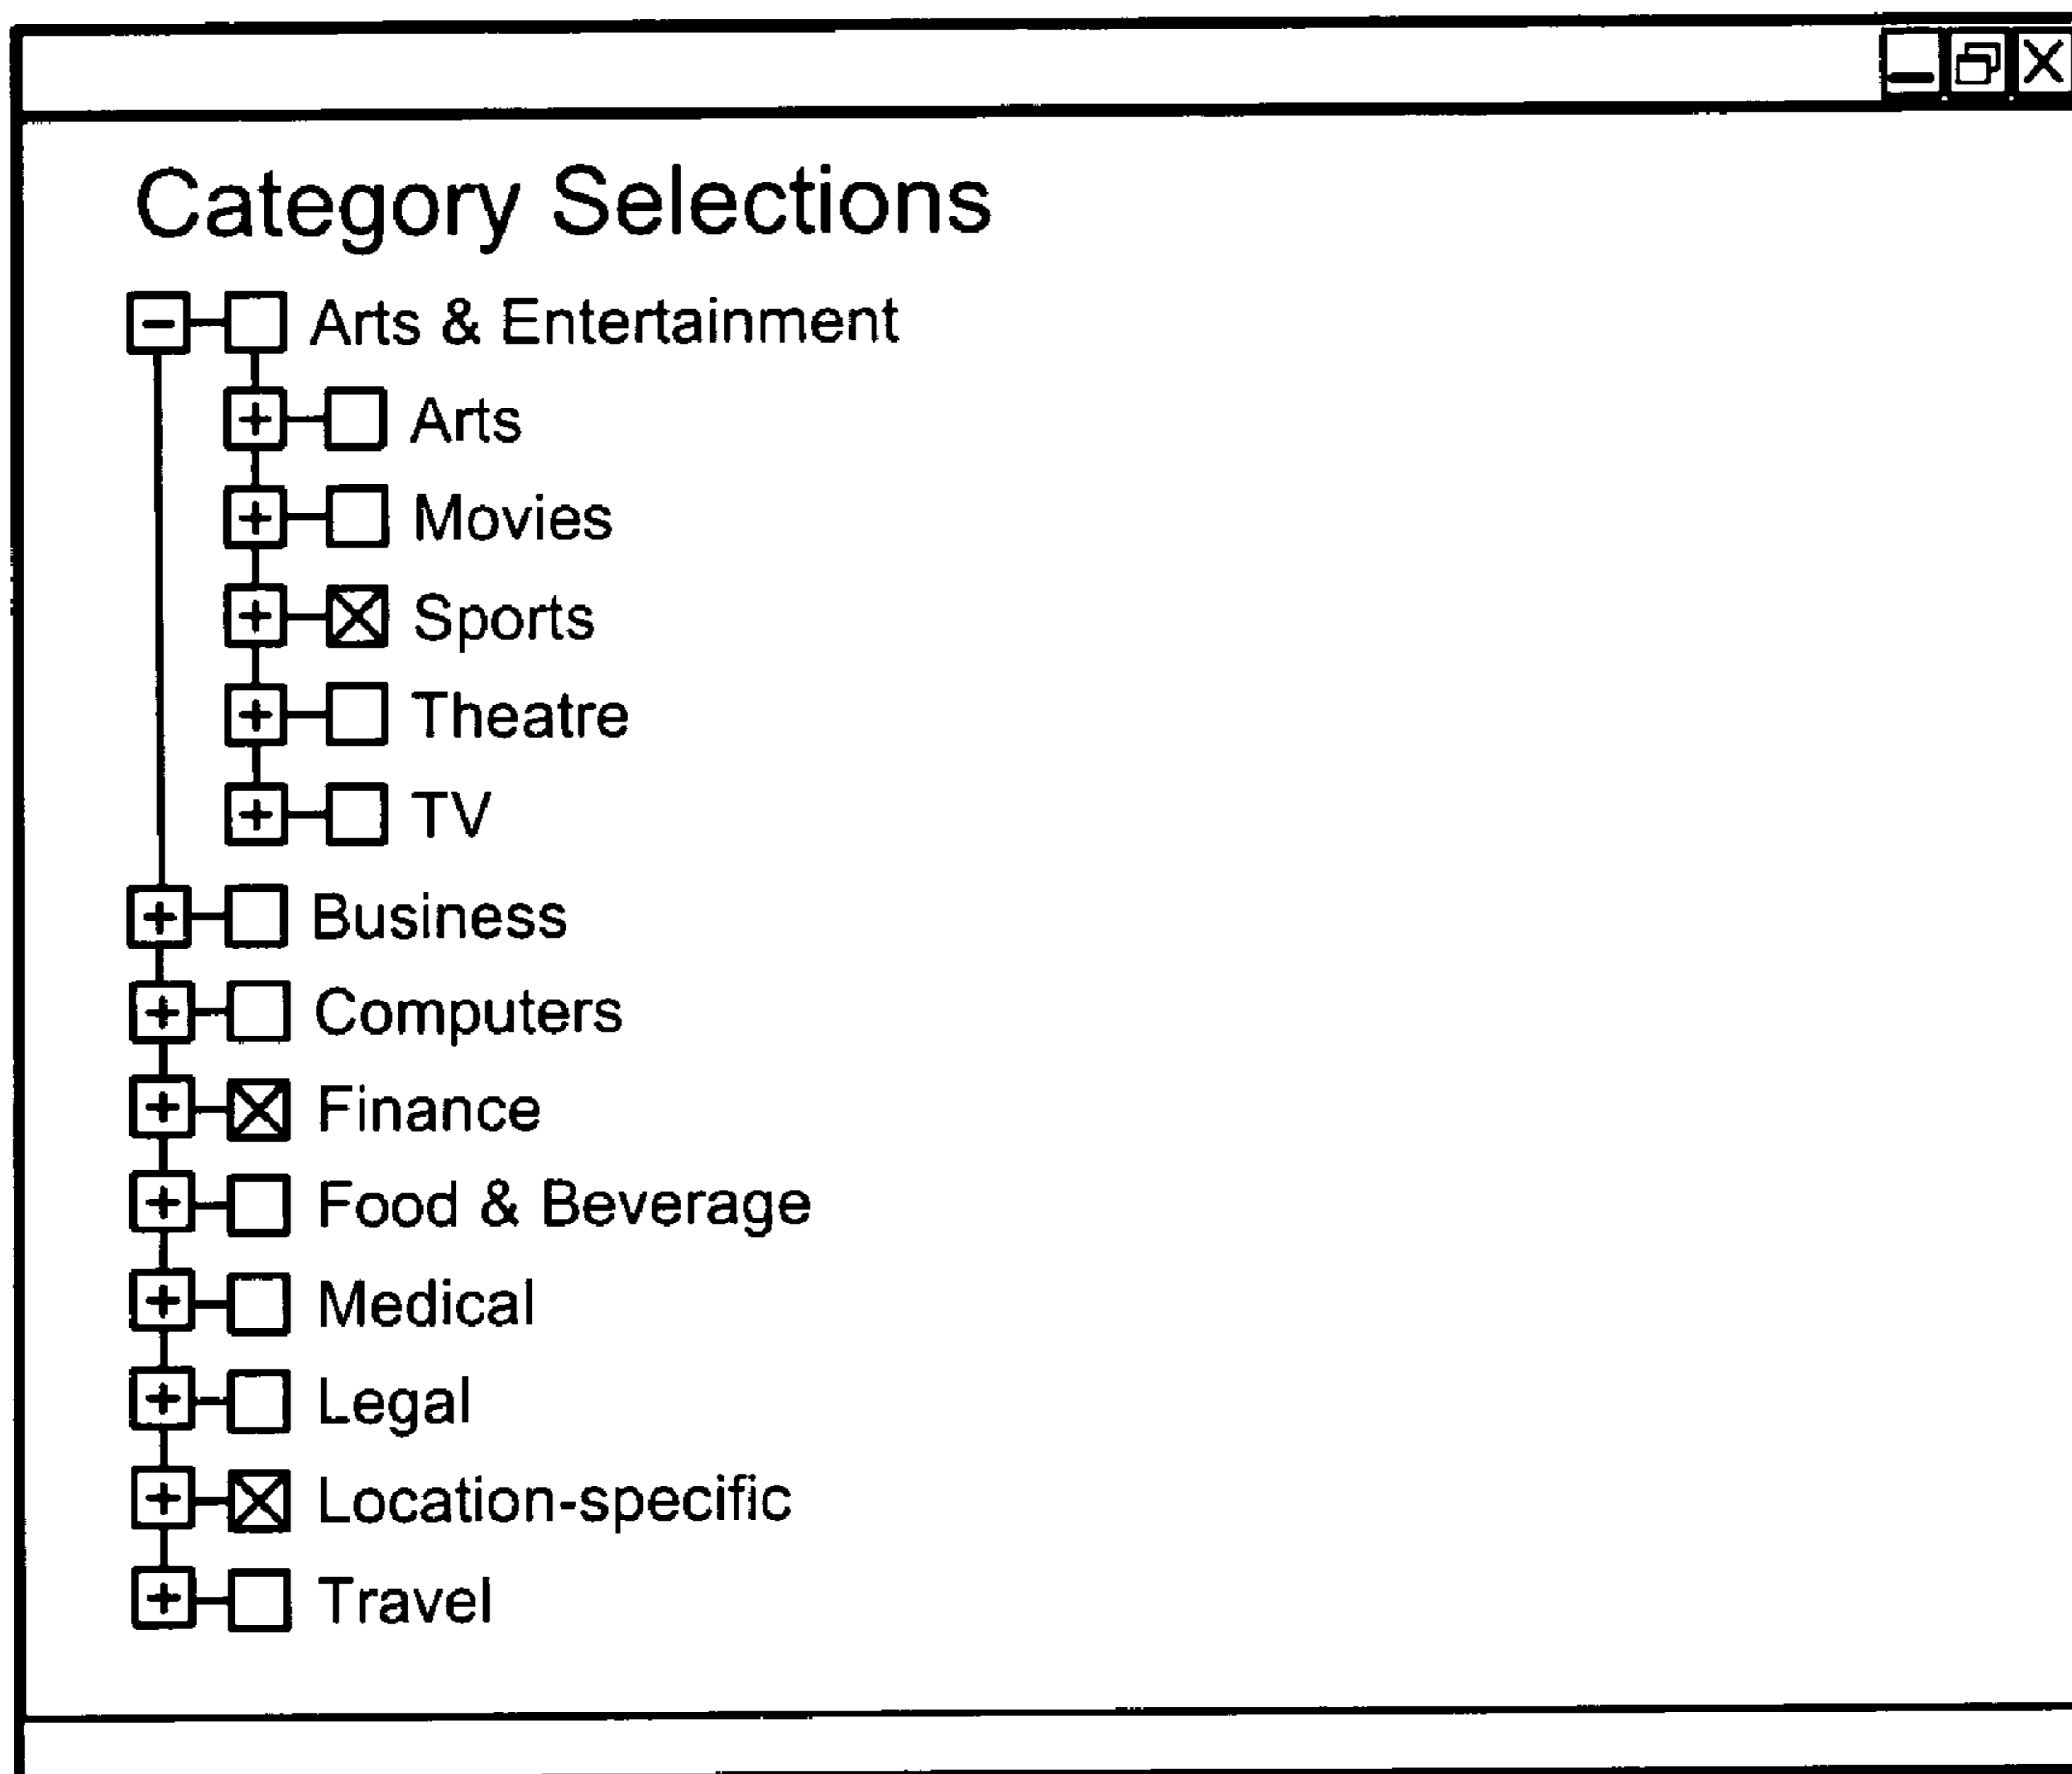 Category Selections
Arts & Entertainment
Arts
Movies
Sports
Theatre
TV
Business
Computers
Finance
Food & Beverage
Medical
Legal
Location-specific
Travel